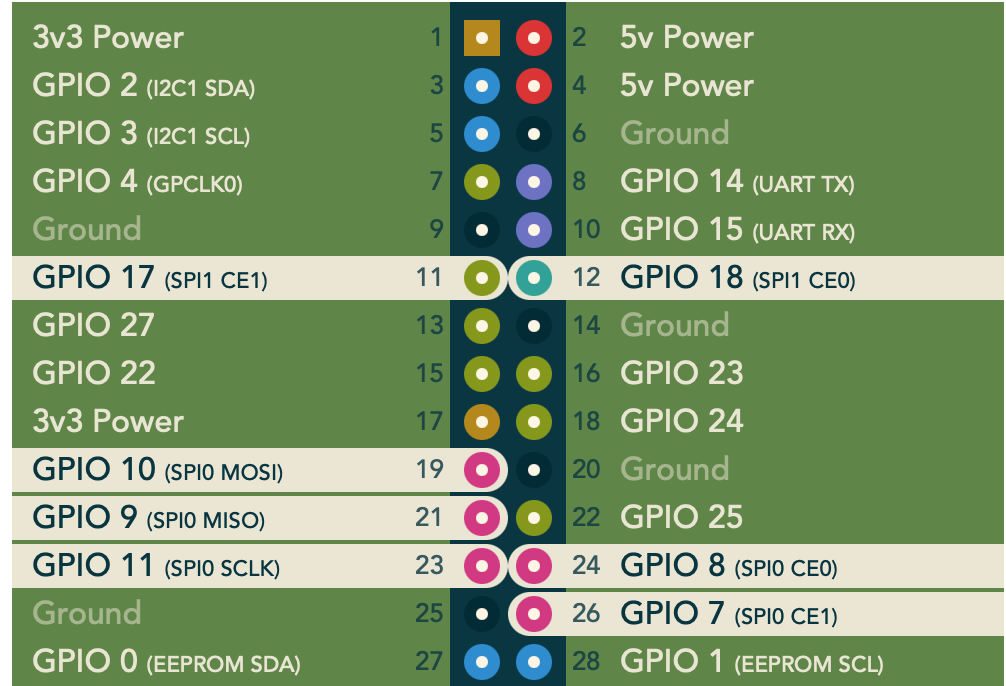 3v3 Power 1 2 5v Power
GPIO 2 (I2C1 SDA) 3 4 5v Power
GPIO 3 (I2C1 SCL) 5 6 Ground
GPIO 4 (GPCLK0) 7 8 GPIO 14 (UART TX)
Ground 9 10 GPIO 15 (UART RX)
GPIO 17 (SPI1 CE1) 11 12 GPIO 18 (SPI1 CE0)
GPIO 27 13 14 Ground
GPIO 22 15 16 GPIO 23
3v3 Power 17 18 GPIO 24
GPIO 10 (SPI0 MOSI) 19 20 Ground
GPIO 9 (SPI0 MISO) 21 22 GPIO 25
GPIO 11 (SPI0 SCLK) 23 24 GPIO 8 (SPI0 CE0)
Ground 25 26 GPIO 7 (SPI0 CE1)
GPIO 0 (EEPROM SDA) 27 28 GPIO 1 (EEPROM SCL)